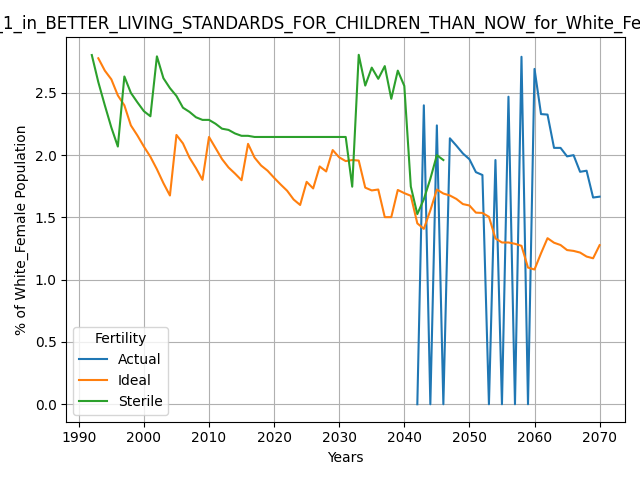 _1_in_BETTER_LIVING_STANDARDS_FOR_CHILDREN_THAN_NOW_for_White_Fe
% of White_Female Population
2.5
2.0
1.5
1.0
0.5
0.0
Fertility
Actual
Ideal
Sterile
1990 2000 2010 2020 2030 2040 2050 2060 2070
Years